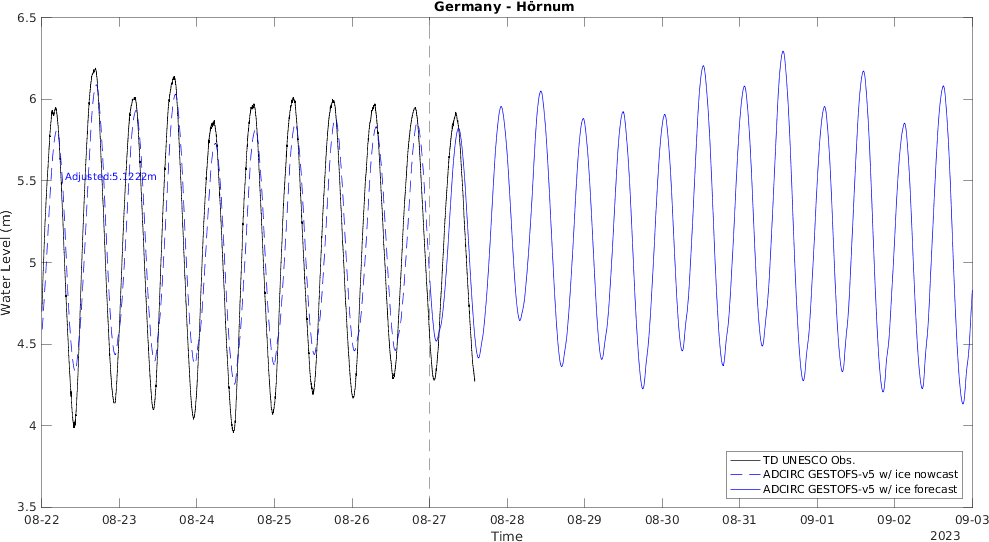 Germany - Hörnum
6.5
6
5.5
5
4.5
4
3.5
Water Level (m)
Adjusted:5.1222m
TD UNESCO Obs.
ADCIRC GESTOFS-v5 w/ ice nowcast
ADCIRC GESTOFS-v5 w/ ice forecast
08-22 08-23 08-24 08-25 08-26 08-27 08-28 08-29 08-30 08-31 09-01 09-02 09-03
Time
2023